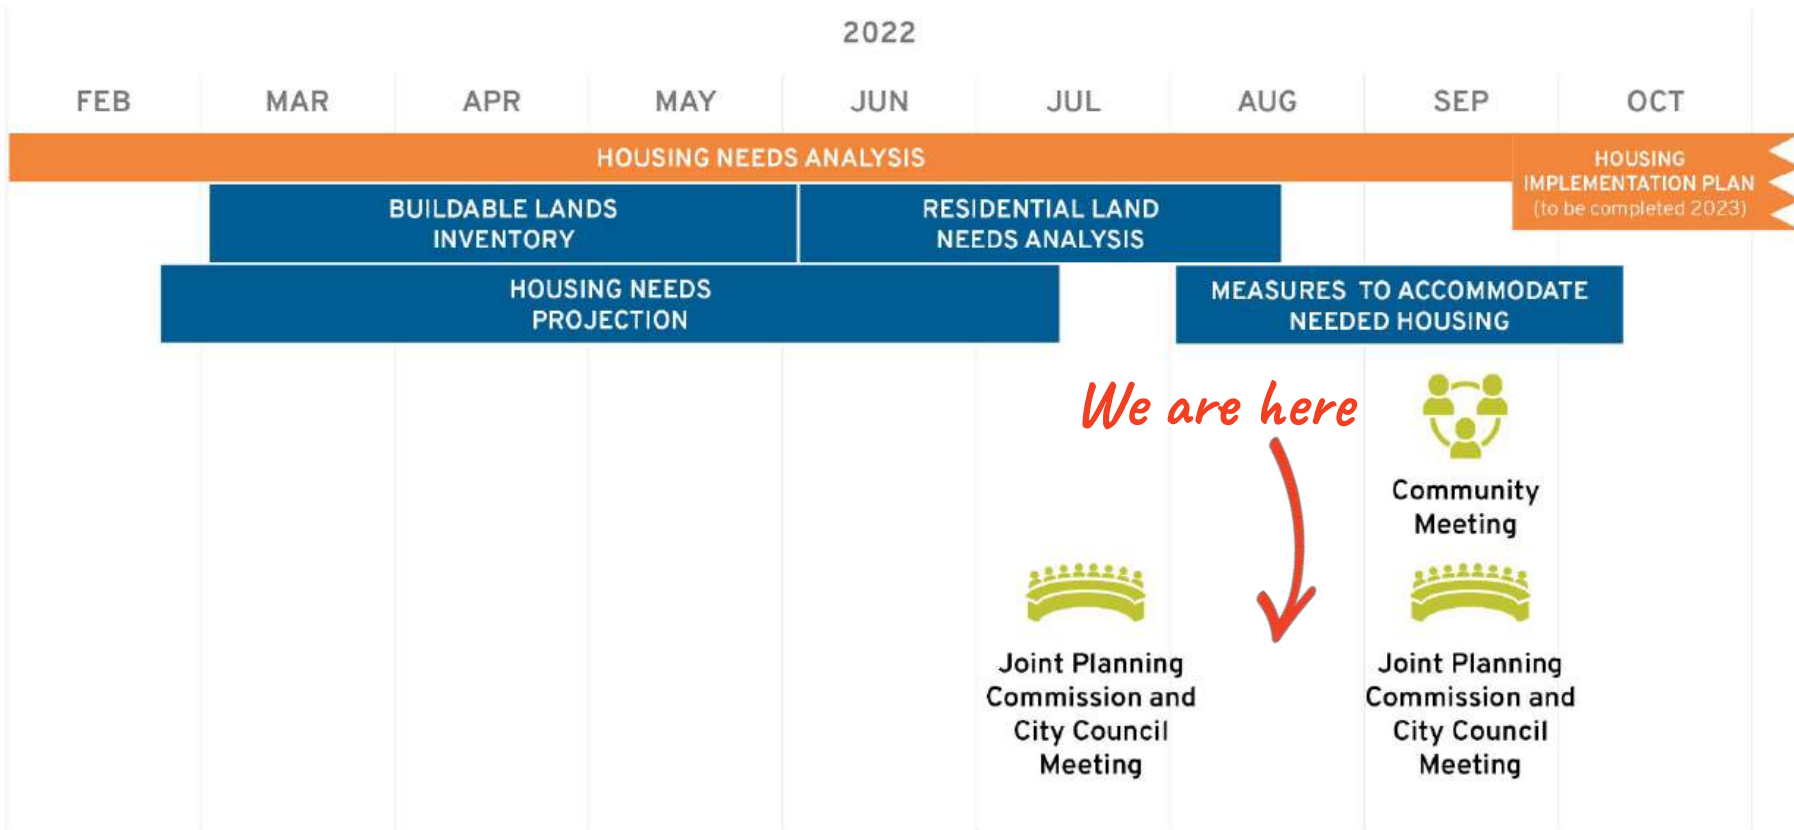 2022
FEB MAR APR MAY JUN JUL AUG SEP OCT
HOUSING NEEDS ANALYSIS
HOUSING
IMPLEMENTATION PLAN
(to be completed 2023)
BUILDABLE LANDS
INVENTORY
RESIDENTIAL LAND
NEEDS ANALYSIS
HOUSING NEEDS
PROJECTION
MEASURES TO ACCOMMODATE
NEEDED HOUSING
We are here
Community
Meeting
Joint Planning
Commission and
City Council
Meeting
Joint Planning
Commission and
City Council
Meeting